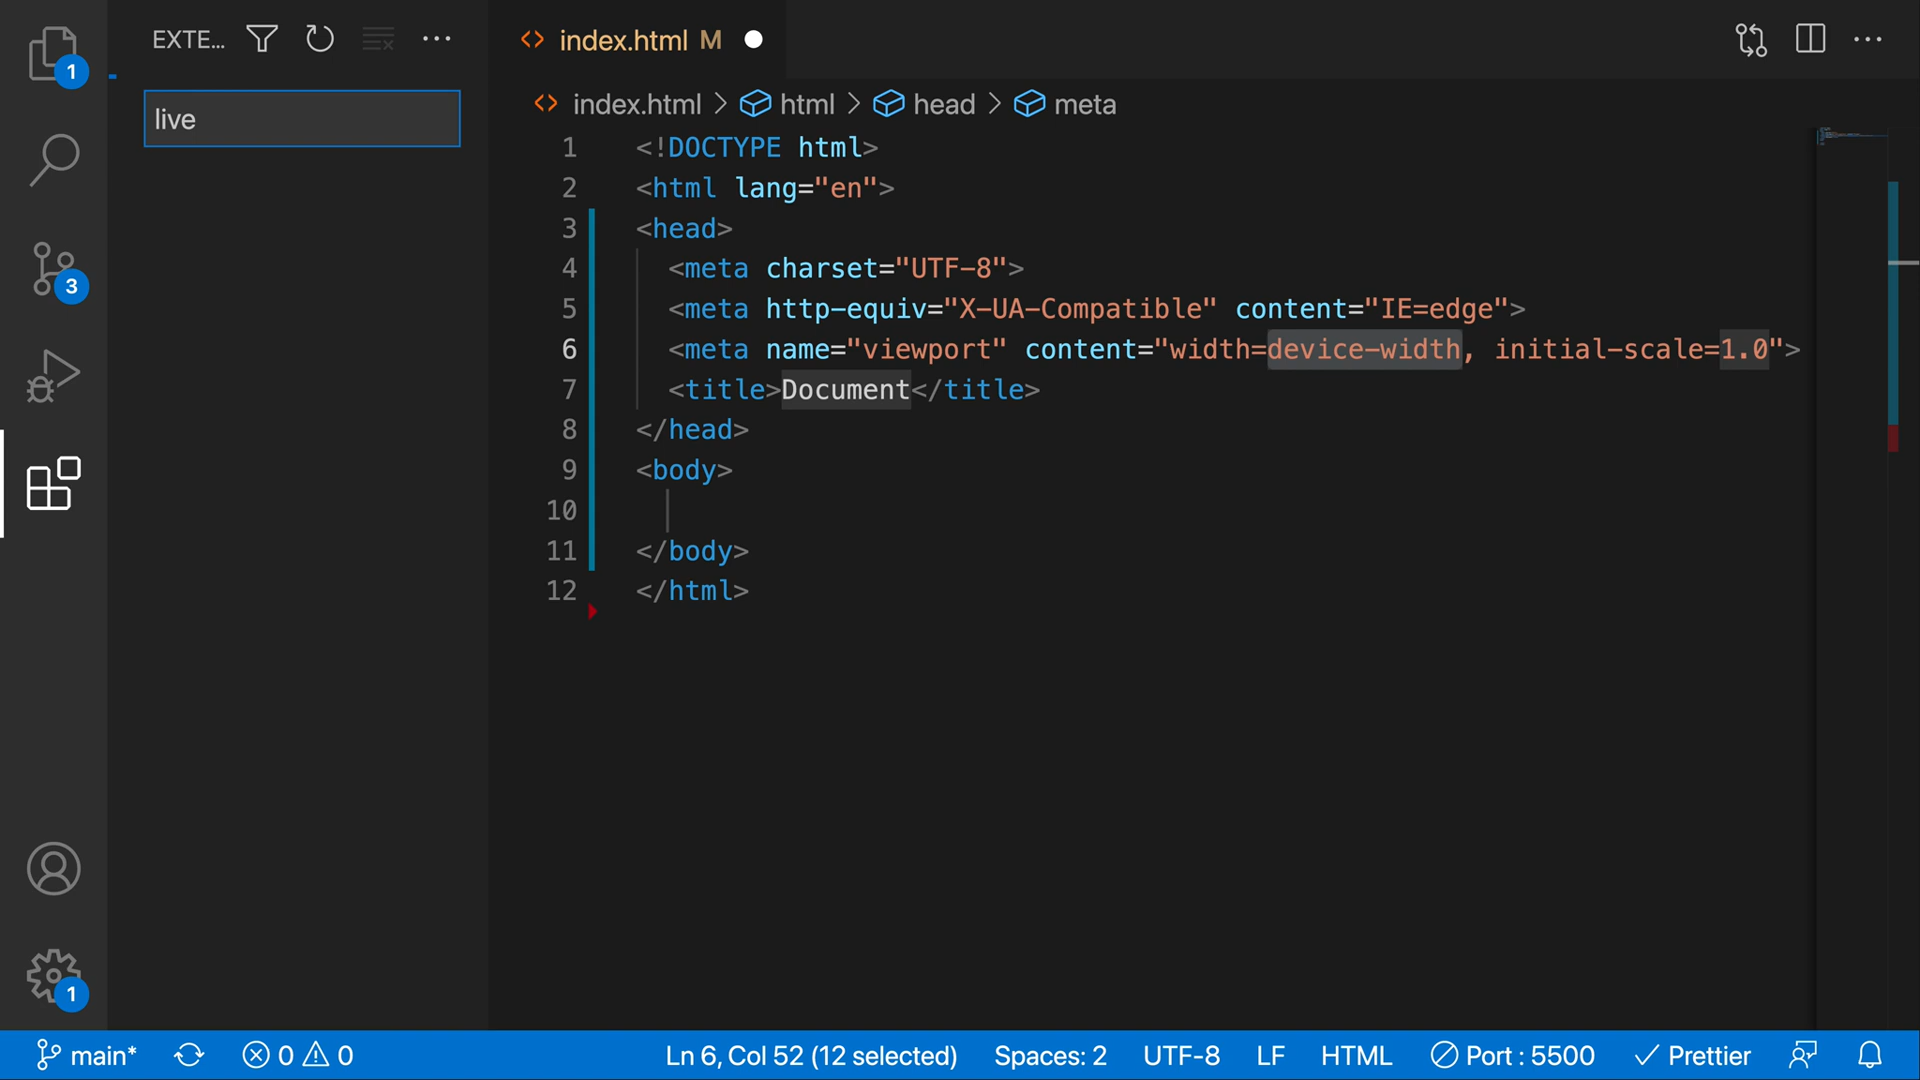 EXTE...
live
1
3
1
index.html M
index.html > html > head > meta
1 <!DOCTYPE html>
2 <html lang="en">
3 <head>
4 <meta charset="UTF-8">
5 <meta http-equiv="X-UA-Compatible" content="IE=edge">
6 <meta name="viewport" content="width=device-width, initial-scale=1.0">
7 <title>Document</title>
8 </head>
9 <body>
10
11 </body>
12 </html>
main* 0 0 Ln 6, Col 52 (12 selected) Spaces: 2 UTF-8 LF HTML Port : 5500 Prettier